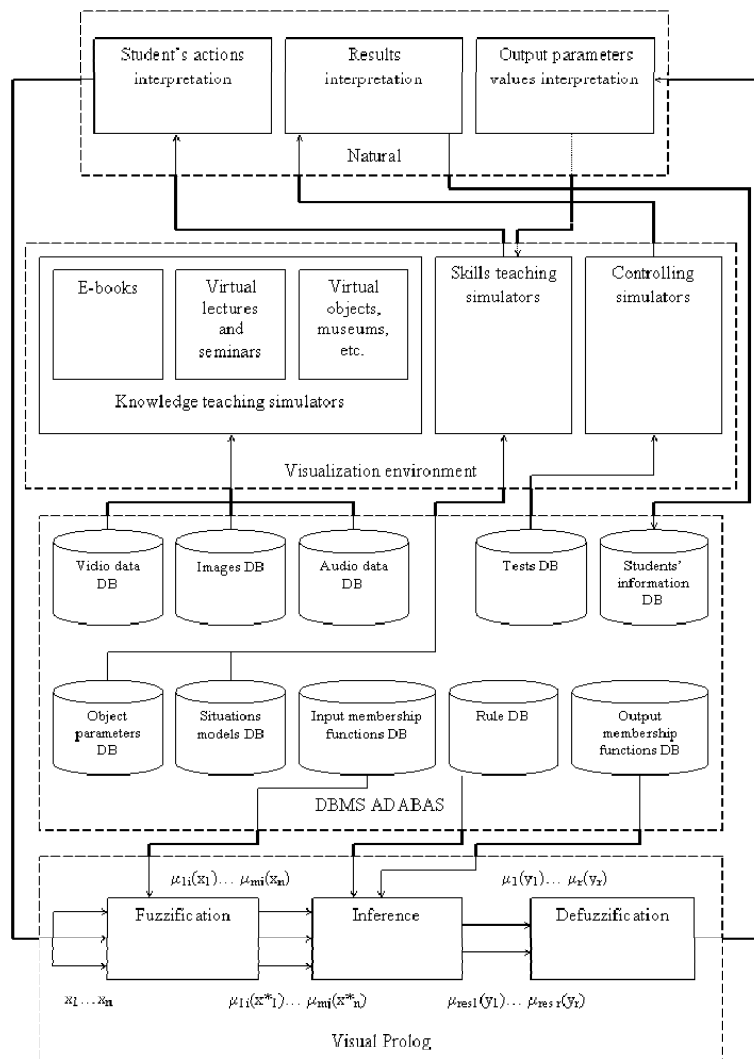 Student's actions
interpretation
Results
interpretation
Output parameters
values interpretation
Natural
E-books
Virtual
lectures
and
seminars
Virtual
objects,
museums,
etc.
Knowledge teaching simulators
Skills teaching
simulators
Controlling
simulators
Visualization environment
Vidio data
DB
Images DB
Audio data
DB
Tests DB
Students'
information
DB
Object
parameters
DB
Situations
models DB
Input membership
functions DB
Rule DB
Output
membership
functions DB
DBMS ADABAS
μ1i(x1)... μmj(xn)
μ1(y1)... μr(yr)
Fuzzification
Inference
Defuzzification
x1...xn
μ1i(x*1)... μmj(x*n)
μres1(y1)... μres r(yr)
Visual Prolog